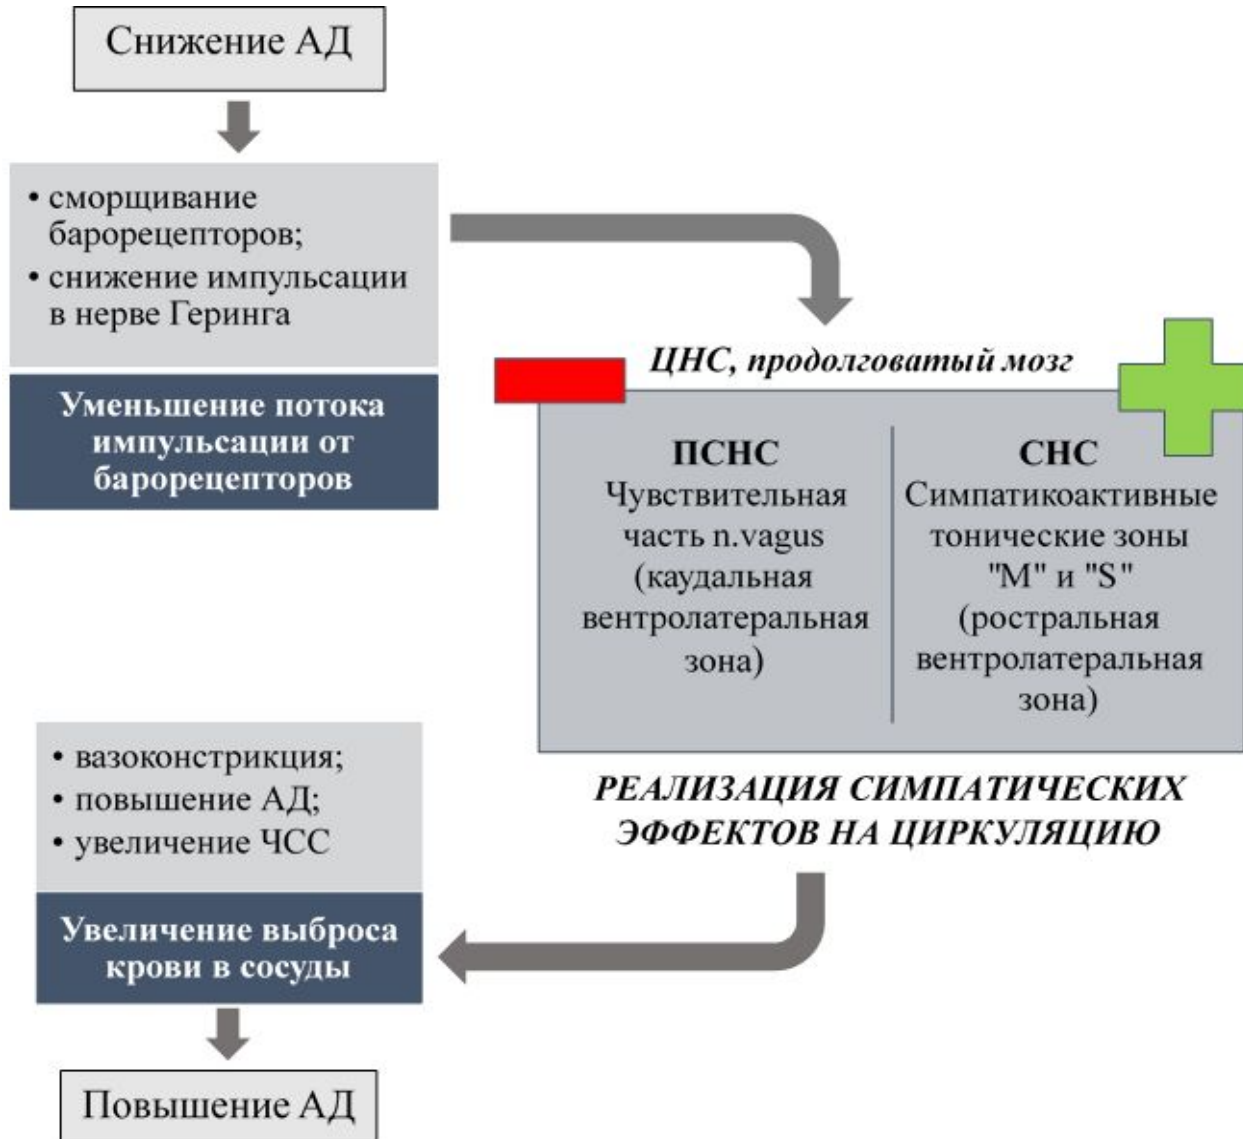 Снижение АД
• сморщивание
барорецепторов;
• снижение импульсации
в нерве Геринга
Уменьшение потока
импульсации от
барорецепторов
ЦНС, продолговатый мозг
ПСНС
Чувствительная
часть n.vagus
(каудальная
вентролатеральная
зона)
СНС
Симпатикоактивные
тонические зоны
"М" и "S"
(ростральная
вентролатеральная
зона)
РЕАЛИЗАЦИЯ СИМПАТИЧЕСКИХ
ЭФФЕКТОВ НА ЦИРКУЛЯЦИЮ
• вазоконстрикция;
• повышение АД;
• увеличение ЧСС
Увеличение выброса
крови в сосуды
Повышение АД